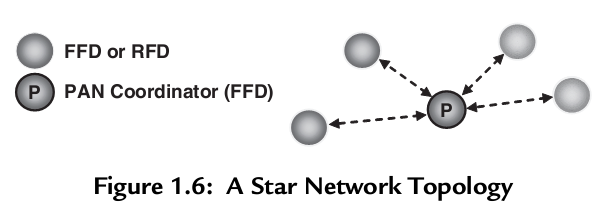 FFD or RFD
P PAN Coordinator (FFD)
P
Figure 1.6: A Star Network Topology